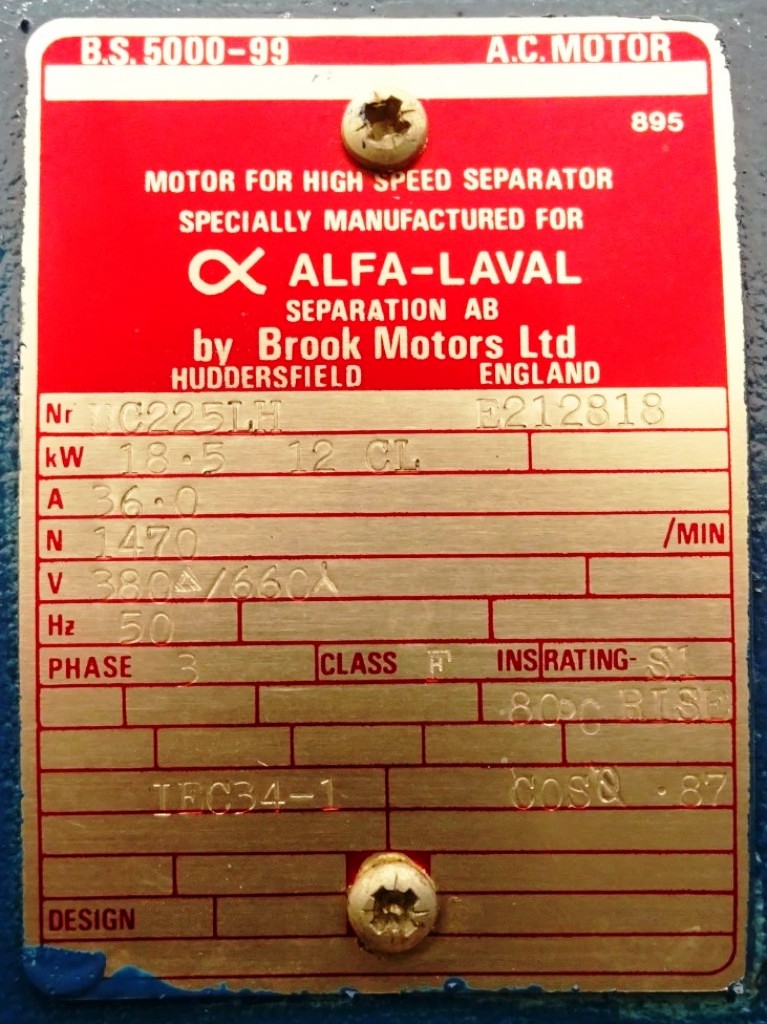 B.S. 5000-99 A.C. MOTOR
895
MOTOR FOR HIGH SPEED SEPARATOR
SPECIALLY MANUFACTURED FOR
ALFA-LAVAL
SEPARATION AB
by Brook Motors Ltd
HUDDERSFIELD ENGLAND
Nr E212818
kW 18.5 12 CL
A 36.0
N 1470 /MIN
V 380△/660⅄
Hz 50
PHASE 3 CLASS F INS RATING- S1
80°C RISE
IEC34-1 COSφ .87
DESIGN